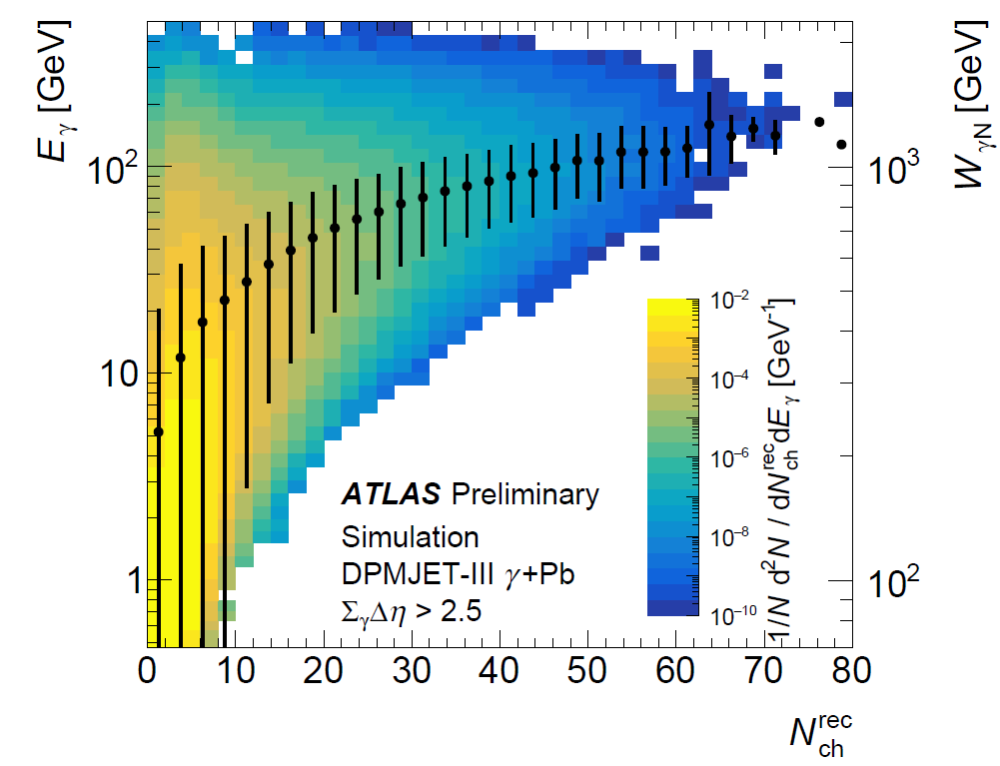 E_γ [GeV]
W_γN [GeV]
10²
10
1
10³
10²
10⁻²
10⁻⁴
10⁻⁶
10⁻⁸
10⁻¹⁰
1/N d²N / dN_ch^rec dE_γ [GeV⁻¹]
ATLAS Preliminary
Simulation
DPMJET-III γ+Pb
Σ_γΔη > 2.5
0 10 20 30 40 50 60 70 80
N_ch^rec